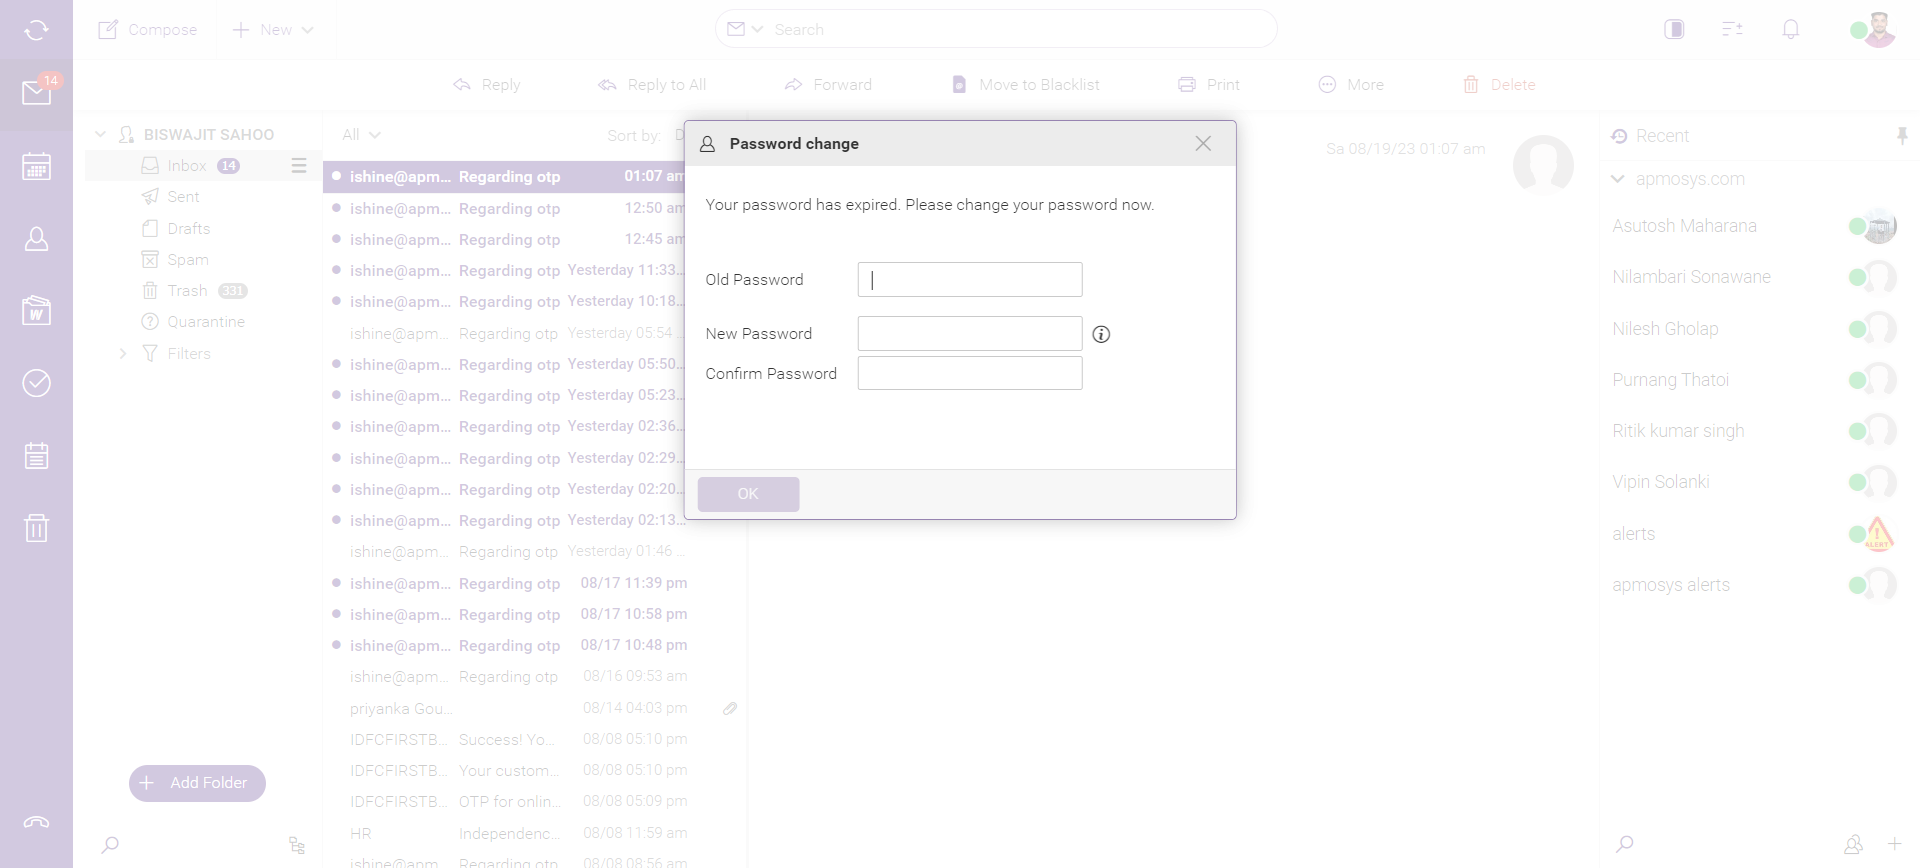 Compose
New
Search
14
Reply
Reply to All
Forward
Move to Blacklist
Print
More
Delete
BISWAJIT SAHOO
Inbox 14
Sent
Drafts
Spam
Trash 331
Quarantine
Filters
Add Folder
All
Sort by: D
ishine@apm... Regarding otp 01:07 am
ishine@apm... Regarding otp 12:50 am
ishine@apm... Regarding otp 12:45 am
ishine@apm... Regarding otp Yesterday 11:33...
ishine@apm... Regarding otp Yesterday 10:18...
ishine@apm... Regarding otp Yesterday 05:54 ...
ishine@apm... Regarding otp Yesterday 05:50...
ishine@apm... Regarding otp Yesterday 05:23...
ishine@apm... Regarding otp Yesterday 02:36...
ishine@apm... Regarding otp Yesterday 02:29...
ishine@apm... Regarding otp Yesterday 02:20...
ishine@apm... Regarding otp Yesterday 02:13...
ishine@apm... Regarding otp Yesterday 01:46 ...
ishine@apm... Regarding otp 08/17 11:39 pm
ishine@apm... Regarding otp 08/17 10:58 pm
ishine@apm... Regarding otp 08/17 10:48 pm
ishine@apm... Regarding otp 08/16 09:53 am
priyanka Gou... 08/14 04:03 pm
IDFCFIRSTB... Success! Yo... 08/08 05:10 pm
IDFCFIRSTB... Your custom... 08/08 05:10 pm
IDFCFIRSTB... OTP for onlin... 08/08 05:09 pm
HR Independenc... 08/08 11:59 am
ishine@apm... Regarding otp 08/08 08:56 am
Password change
Your password has expired. Please change your password now.
Old Password
New Password
Confirm Password
OK
Sa 08/19/23 01:07 am
Recent
apmosys.com
Asutosh Maharana
Nilambari Sonawane
Nilesh Gholap
Purnang Thatoi
Ritik kumar singh
Vipin Solanki
alerts
ALERT
apmosys alerts